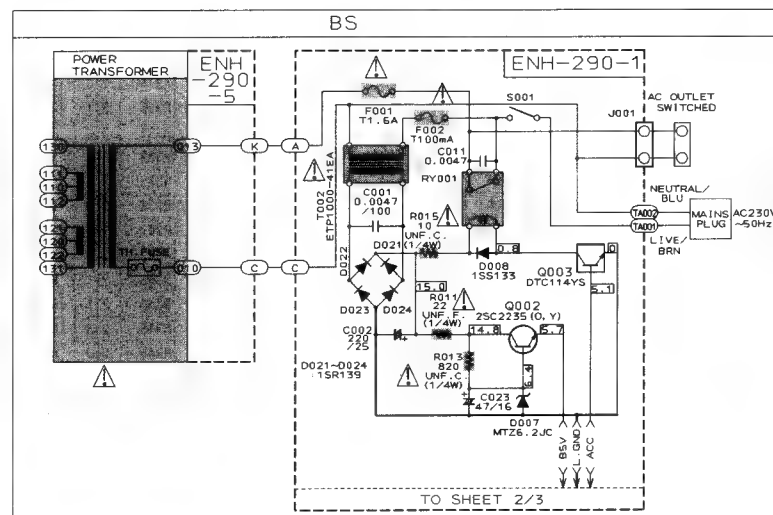 BS
POWER
TRANSFORMER
ENH
-290
-5
ENH-290-1
F001
T1.6A
F002
T100mA
S001
AC OUTLET
SWITCHED
J001
C011
0.0047
RY001
T002
ETP1000-41EA
C001
0.0047
/100
K
A
C
C
TH.FUSE
NEUTRAL/
BLU
TA002
TA001
MAINS
PLUG
AC230V
~50Hz
LIVE/
BRN
R015
10
UNF.C.
(1/4W)
D022
D021
D023
D024
0.8
D008
1SS133
Q003
DTC114YS
0
5.1
15.0
R011
22
UNF.F.
(1/4W)
Q002
2SC2235(O,Y)
14.8
5.7
C002
220
/25
R013
820
UNF.C.
(1/4W)
6.4
D021~D024
1SR139
C023
47/16
D007
MTZ6.2JC
BSV
L.GND
ACC
TO SHEET 2/3